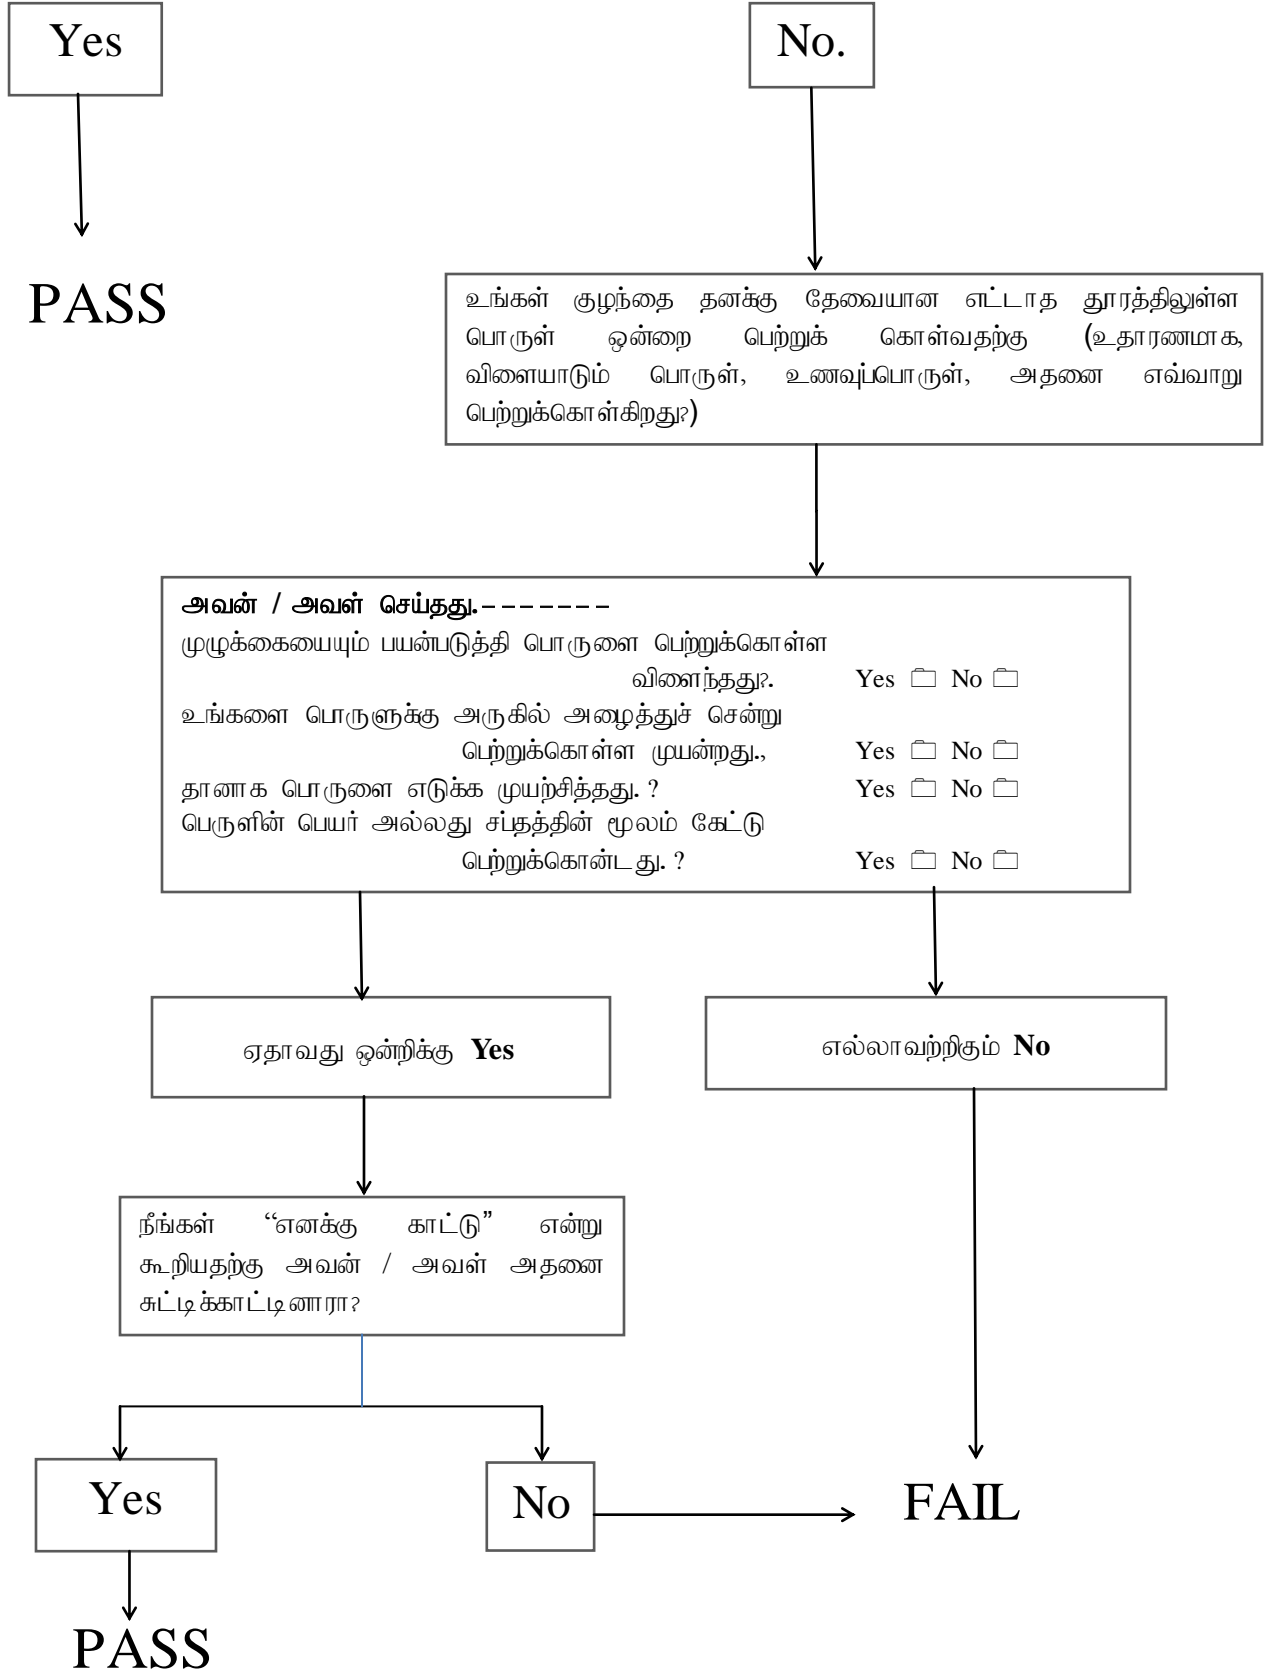 Yes
No.
PASS
உங்கள் குழந்தை தனக்கு தேவையான எட்டாத தூரத்திலுள்ள
பொருள் ஒன்றை பெற்றுக் கொள்வதற்கு (உதாரணமாக,
விளையாடும் பொருள், உணவுப்பொருள், அதனை எவ்வாறு
பெற்றுக்கொள்கிறது?)
அவன் / அவள் செய்தது.-------
முழுக்கையையும் பயன்படுத்தி பொருளை பெற்றுக்கொள்ள
விளைந்தது?. Yes No
உங்களை பொருளுக்கு அருகில் அழைத்துச் சென்று
பெற்றுக்கொள்ள முயன்றது., Yes No
தானாக பொருளை எடுக்க முயற்சித்தது. ? Yes No
பெருளின் பெயர் அல்லது சப்தத்தின் மூலம் கேட்டு
பெற்றுக்கொன்டது. ? Yes No
ஏதாவது ஒன்றிக்கு Yes
எல்லாவற்றிகும் No
நீங்கள் “எனக்கு காட்டு” என்று
கூறியதற்கு அவன் / அவள் அதனை
சுட்டிக்காட்டினாரா?
Yes
No
FAIL
PASS